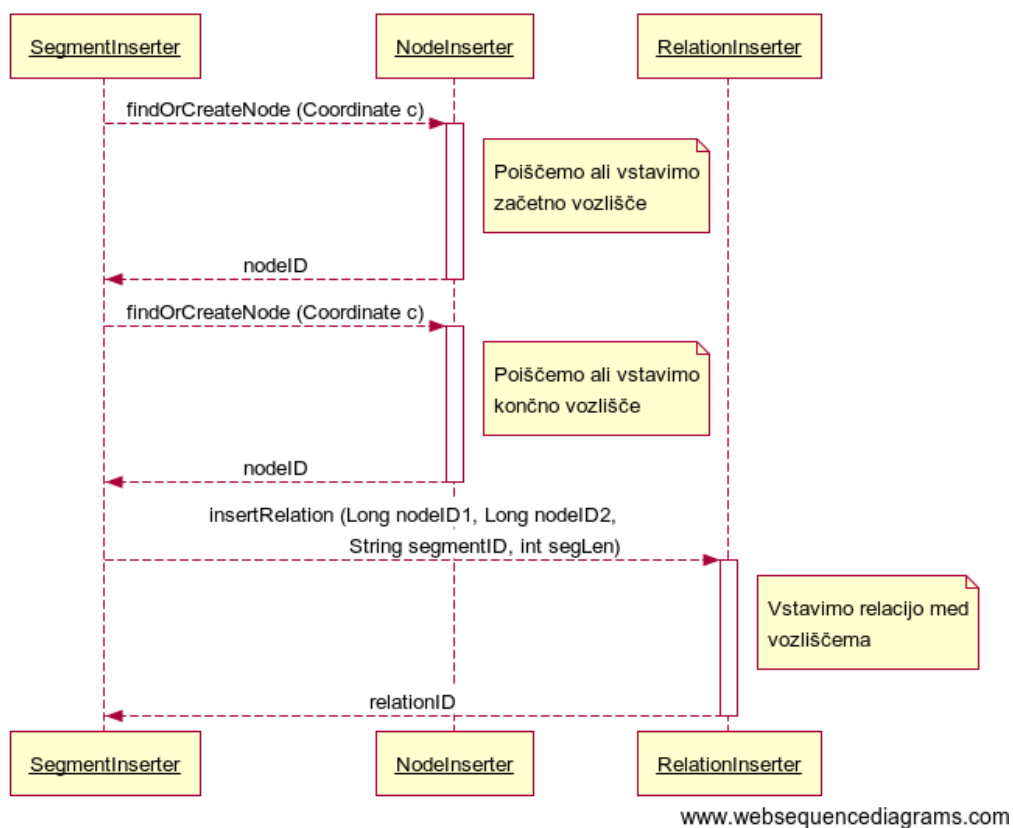 SegmentInserter
NodeInserter
RelationInserter
findOrCreateNode (Coordinate c)
Poiščemo ali vstavimo
začetno vozlišče
nodeID
findOrCreateNode (Coordinate c)
Poiščemo ali vstavimo
končno vozlišče
nodeID
insertRelation (Long nodeID1, Long nodeID2,
String segmentID, int segLen)
Vstavimo relacijo med
vozliščema
relationID
SegmentInserter
NodeInserter
RelationInserter
www.websequencediagrams.com